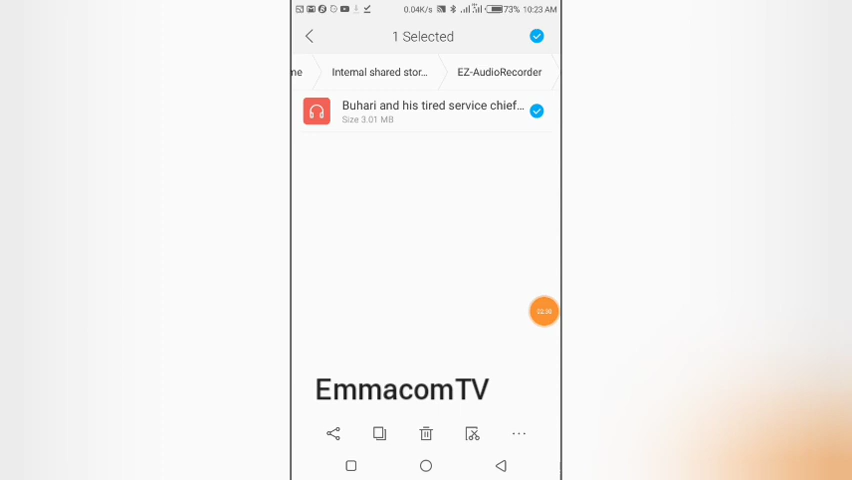 0.04K/s 73% 10:23 AM
1 Selected
me Internal shared stor... EZ-AudioRecorder
Buhari and his tired service chief...
Size 3.01 MB
EmmacomTV